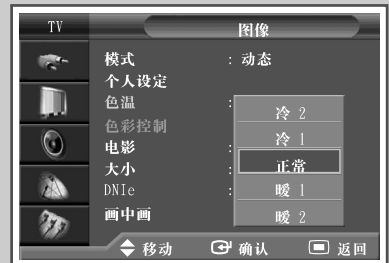 TV 图像
模式 : 动态
个人设定
色温 :
冷 2
色彩控制
冷 1
电影 :
正常
大小 :
DNIe :
暖 1
画中画
暖 2
移动 确认 返回